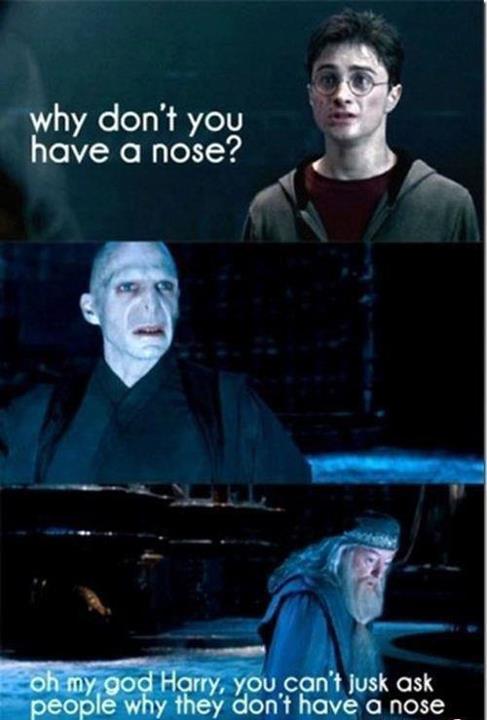 why don't you
have a nose?
oh my god Harry, you can't jusk ask
people why they don't have a nose